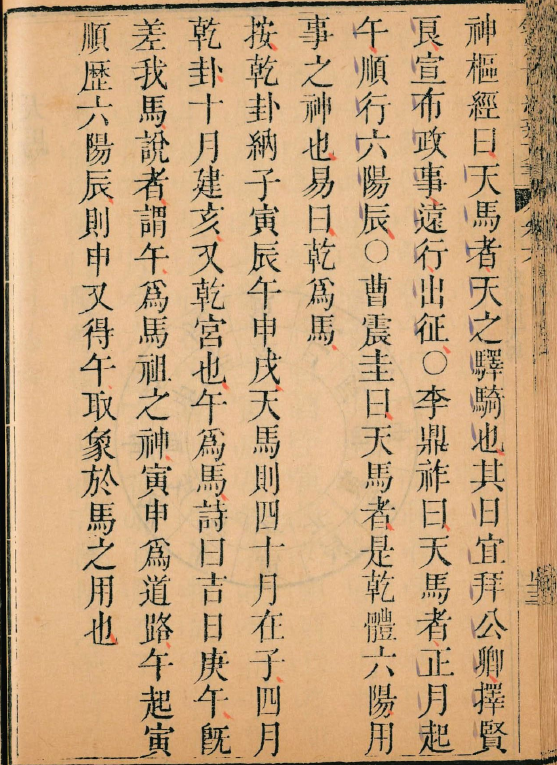 神樞經曰天馬者天之驛騎也其日宜拜公卿擇賢
良宣布政事遠行出征○李鼎祚曰天馬者正月起
午順行六陽辰○曹震圭曰天馬者是乾體六陽用
事之神也易曰乾為馬
按乾卦納子寅辰午申戌天馬則四十月在子四月
乾卦十月建亥又乾宮也午為馬詩曰吉日庚午旣
差我馬說者謂午為馬祖之神寅申為道路午起寅
順歴六陽辰則申又得午取象於馬之用也